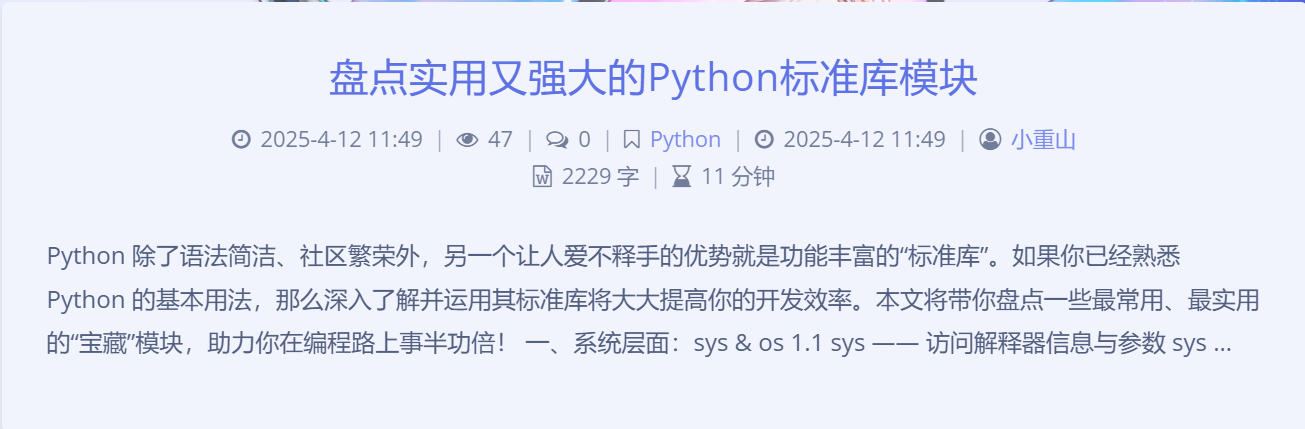 盘点实用又强大的Python标准库模块
2025-4-12 11:49 | 47 | 0 | Python | 2025-4-12 11:49 | 小重山
2229 字 | 11 分钟
Python 除了语法简洁、社区繁荣外，另一个让人爱不释手的优势就是功能丰富的“标准库”。如果你已经熟悉
Python 的基本用法，那么深入了解并运用其标准库将大大提高你的开发效率。本文将带你盘点一些最常用、最实用
的“宝藏”模块，助力你在编程路上事半功倍！ 一、系统层面：sys & os 1.1 sys —— 访问解释器信息与参数 sys ...